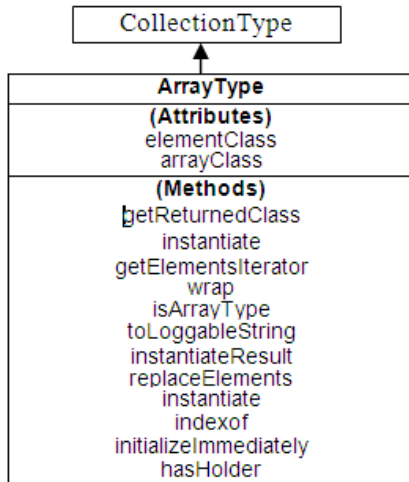 CollectionType
ArrayType
(Attributes)
elementClass
arrayClass
(Methods)
getReturnedClass
instantiate
getElementsIterator
wrap
isArrayType
toLoggableString
instantiateResult
replaceElements
instantiate
indexof
initializeImmediately
hasHolder